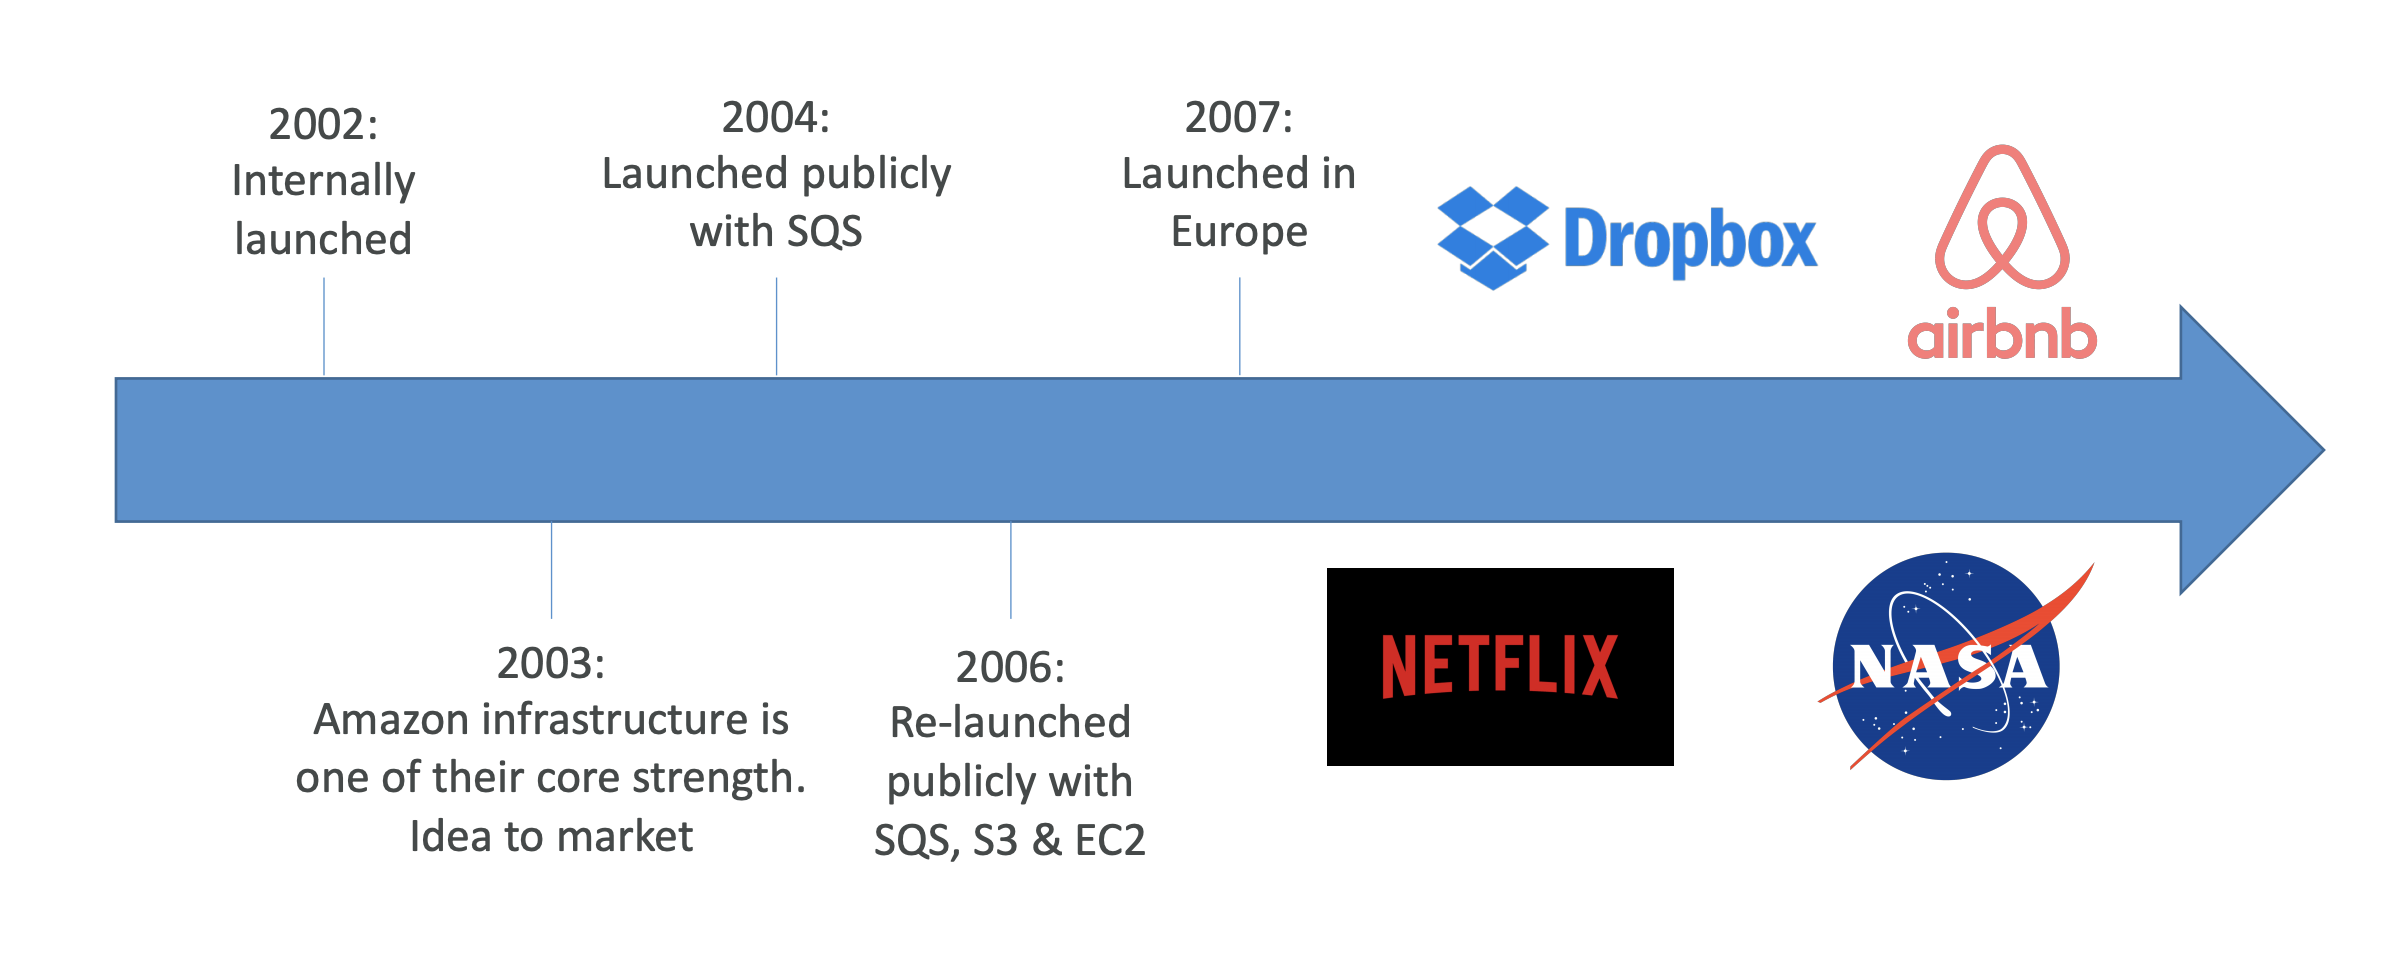 2002:
Internally
launched
2004:
Launched publicly
with SQS
2007:
Launched in
Europe
Dropbox
airbnb
2003:
Amazon infrastructure is
one of their core strength.
Idea to market
2006:
Re-launched
publicly with
SQS, S3 & EC2
NETFLIX
NASA